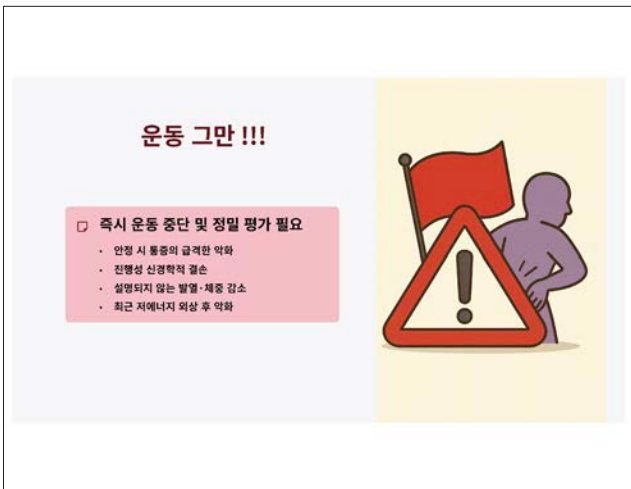 운동 그만 !!!
즉시 운동 중단 및 정밀 평가 필요
• 안정 시 통증의 급격한 악화
• 진행성 신경학적 결손
• 설명되지 않는 발열·체중 감소
• 최근 저에너지 외상 후 악화